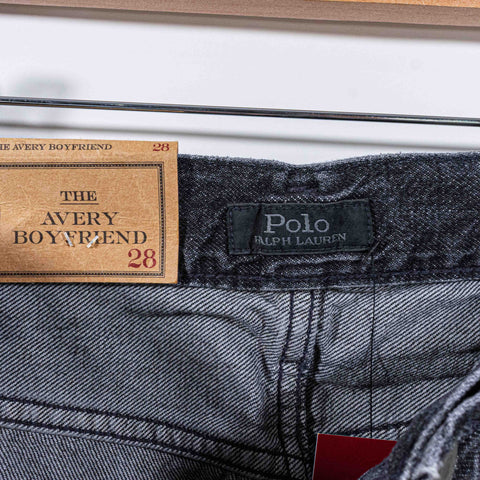 THE AVERY BOYFRIEND 28
THE
AVERY
BOYFRIEND
28
Polo
RALPH LAUREN